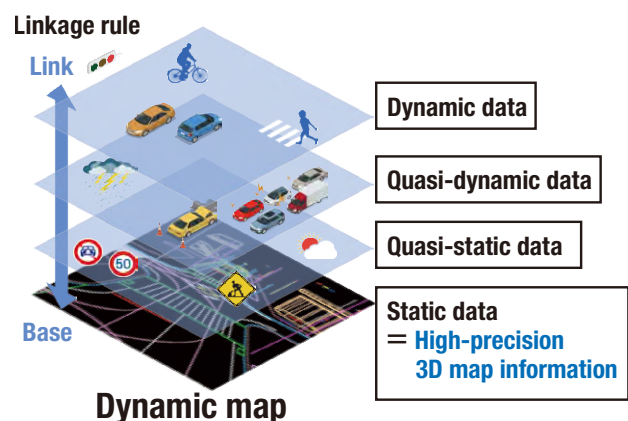 Linkage rule
Link
Dynamic data
Quasi-dynamic data
Quasi-static data
50
Static data
= High-precision
3D map information
Base
Dynamic map